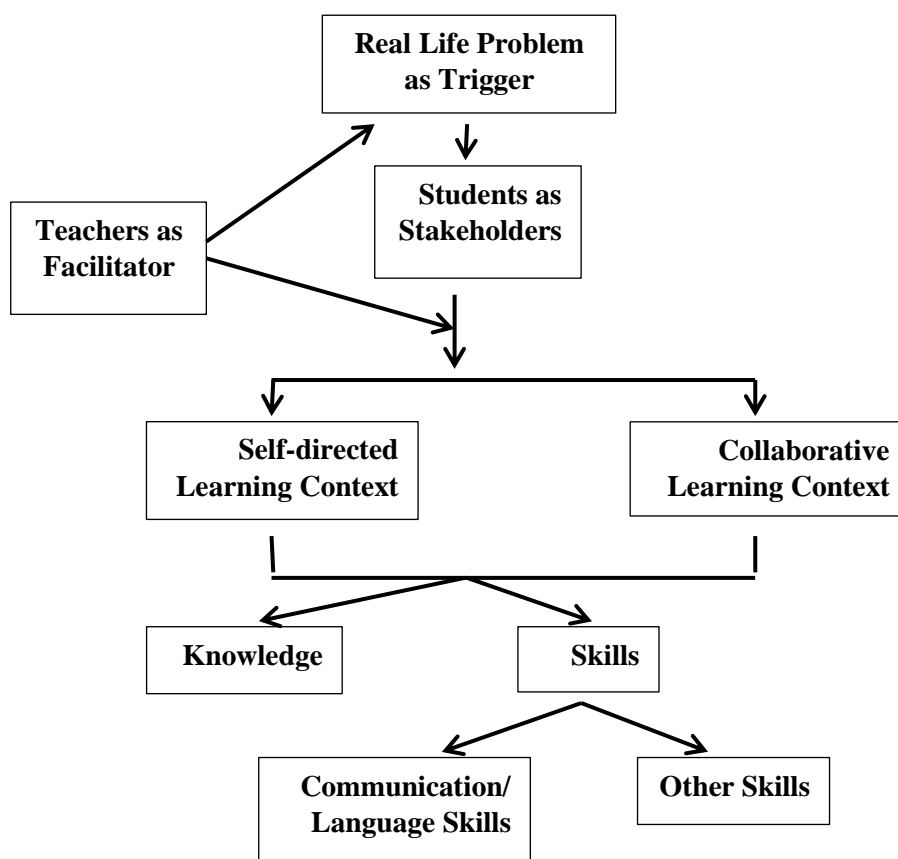 Real Life Problem
as Trigger
Students as
Stakeholders
Teachers as
Facilitator
Self-directed
Learning Context
Collaborative
Learning Context
Knowledge
Skills
Communication/
Language Skills
Other Skills